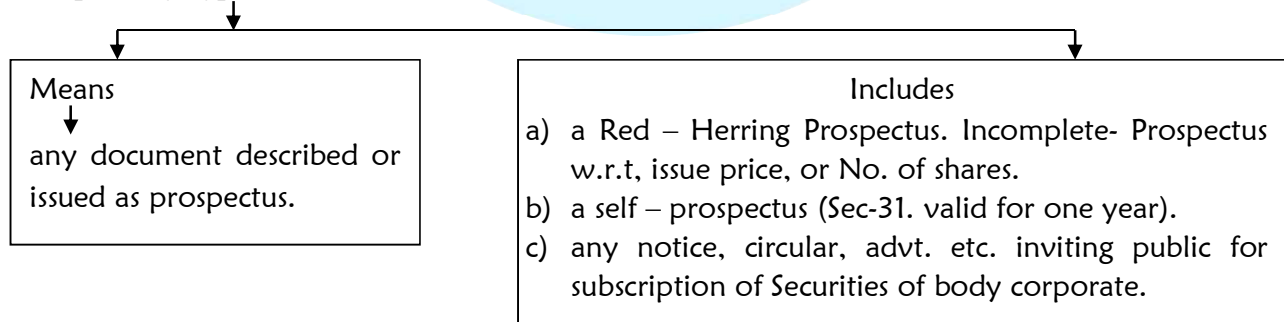 Means
any document described or
issued as prospectus.
Includes
a) a Red – Herring Prospectus. Incomplete- Prospectus
w.r.t, issue price, or No. of shares.
b) a self – prospectus (Sec-31. valid for one year).
c) any notice, circular, advt. etc. inviting public for
subscription of Securities of body corporate.